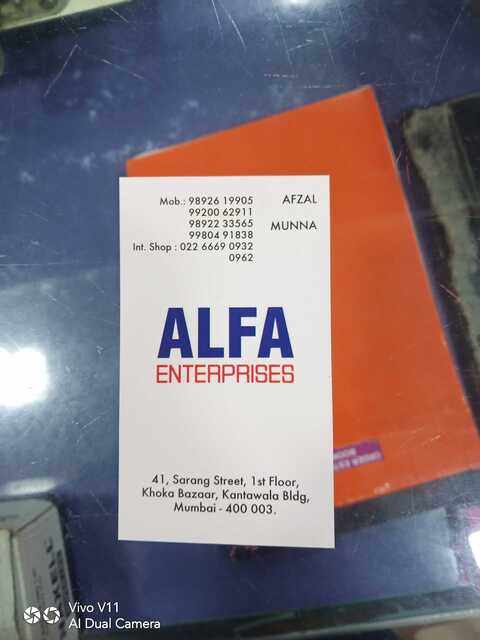 Mob.: 98926 19905 AFZAL
99200 62911
98922 33565 MUNNA
99804 91838
Int. Shop : 022 6669 0932
0962
ALFA
ENTERPRISES
41, Sarang Street, 1st Floor,
Khoka Bazaar, Kantawala Bldg,
Mumbai - 400 003.
Vivo V11
AI Dual Camera